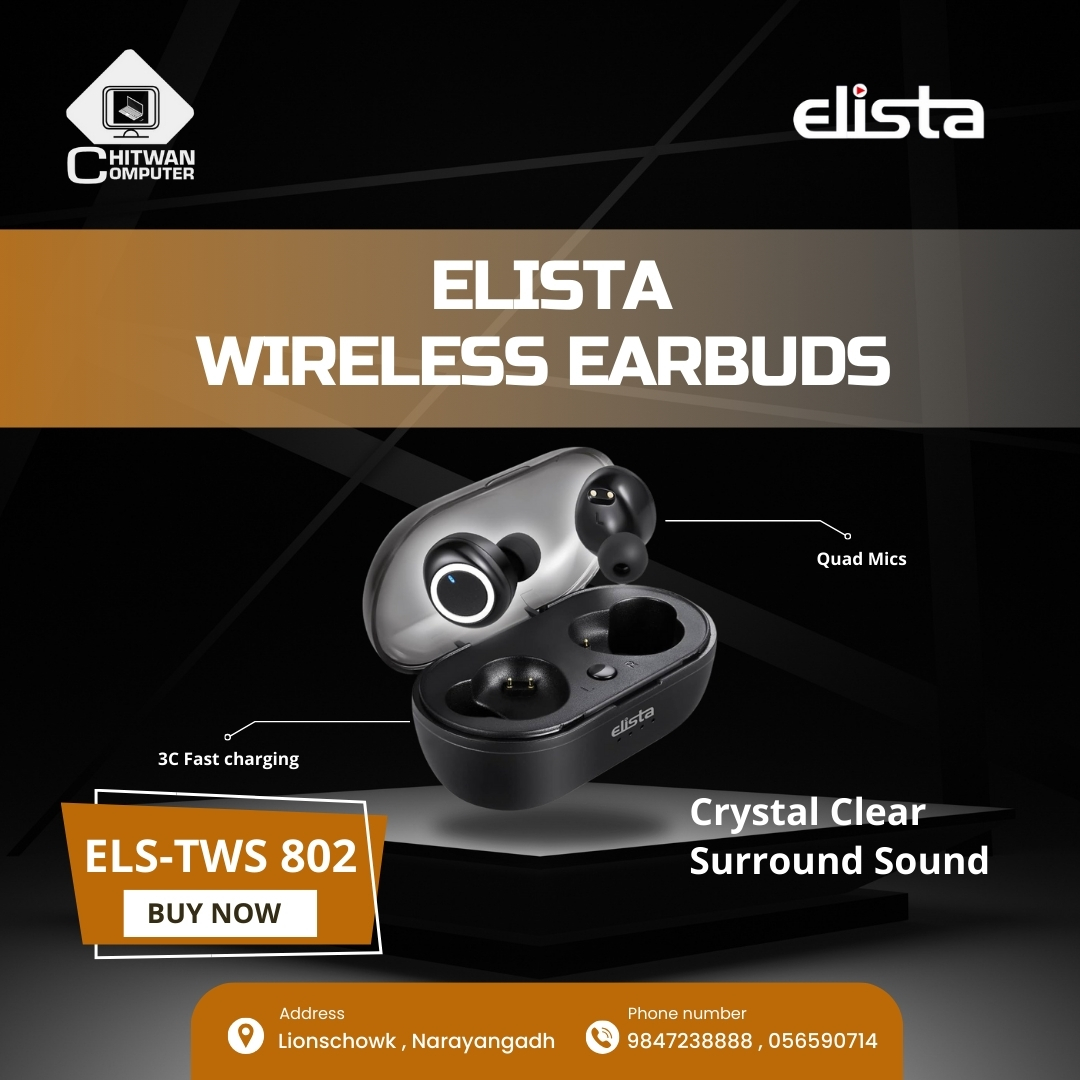 CHITWAN
COMPUTER
elista
ELISTA
WIRELESS EARBUDS
Quad Mics
elista
3C Fast charging
Crystal Clear
Surround Sound
ELS-TWS 802
BUY NOW
Address
Lionschowk , Narayangadh
Phone number
9847238888 , 056590714